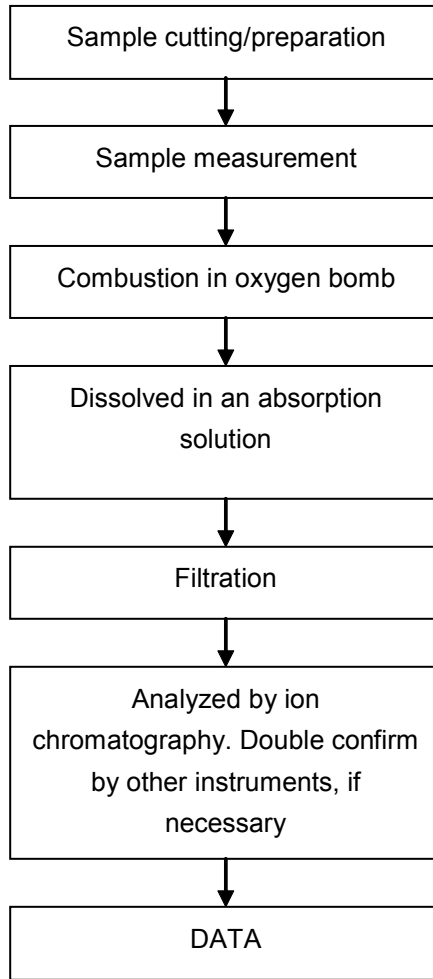 Sample cutting/preparation
Sample measurement
Combustion in oxygen bomb
Dissolved in an absorption
solution
Filtration
Analyzed by ion
chromatography. Double confirm
by other instruments, if
necessary
DATA